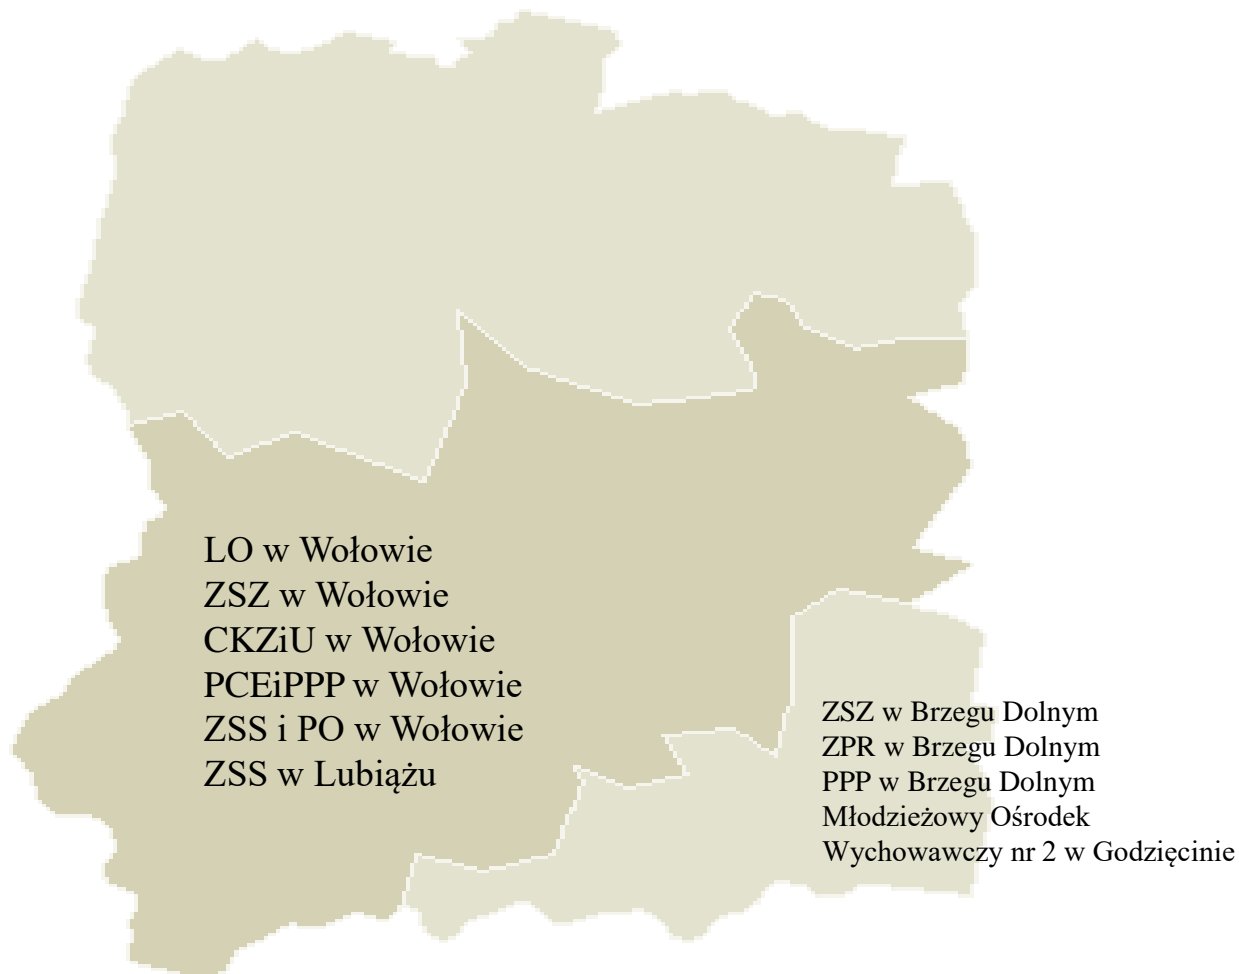 LO w Wołowie
ZSZ w Wołowie
CKZiU w Wołowie
PCEiPPP w Wołowie
ZSS i PO w Wołowie
ZSS w Lubiążu
ZSZ w Brzegu Dolnym
ZPR w Brzegu Dolnym
PPP w Brzegu Dolnym
Młodzieżowy Ośrodek
Wychowawczy nr 2 w Godzięcinie